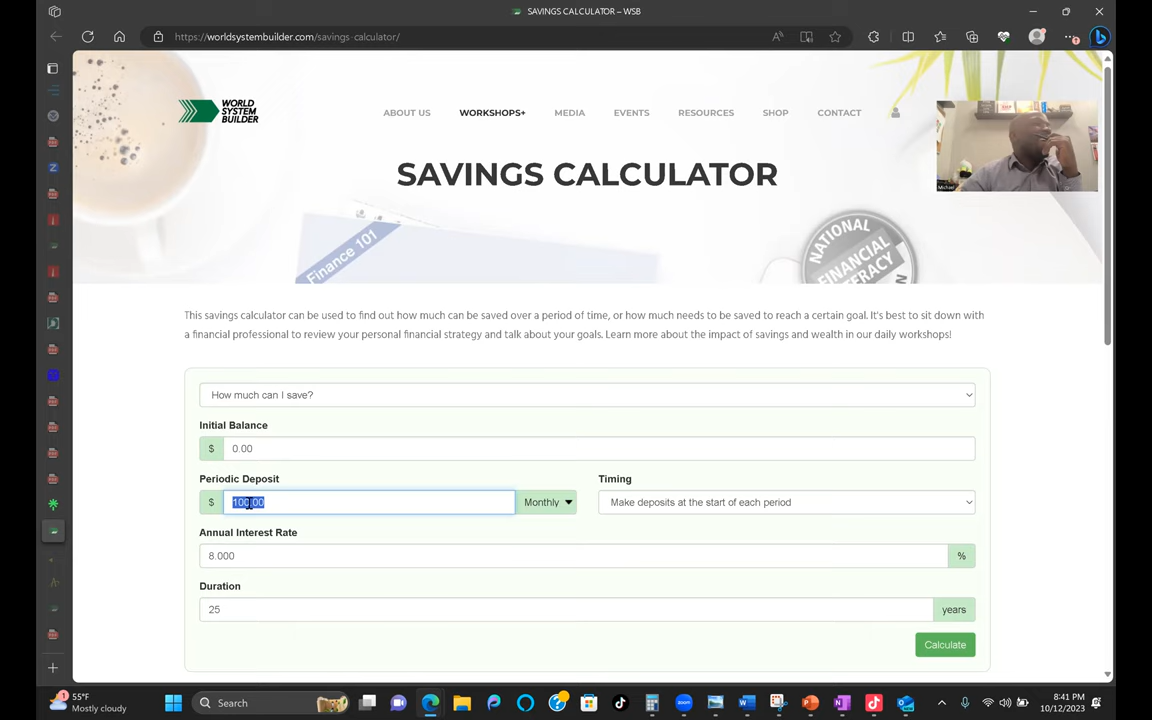 SAVINGS CALCULATOR – WSB
https://worldsystembuilder.com/savings-calculator/
WORLD
SYSTEM
BUILDER
ABOUT US
WORKSHOPS+
MEDIA
EVENTS
RESOURCES
SHOP
CONTACT
SAVINGS CALCULATOR
Michael
Finance 101
NATIONAL
FINANCIAL
LITERACY
This savings calculator can be used to find out how much can be saved over a period of time, or how much needs to be saved to reach a certain goal. It's best to sit down with
a financial professional to review your personal financial strategy and talk about your goals. Learn more about the impact of savings and wealth in our daily workshops!
How much can I save?
Initial Balance
$ 0.00
Periodic Deposit
Timing
$ 100.00 Monthly
Make deposits at the start of each period
Annual Interest Rate
8.000 %
Duration
25 years
Calculate
55°F
Mostly cloudy
Search
8:41 PM
10/12/2023